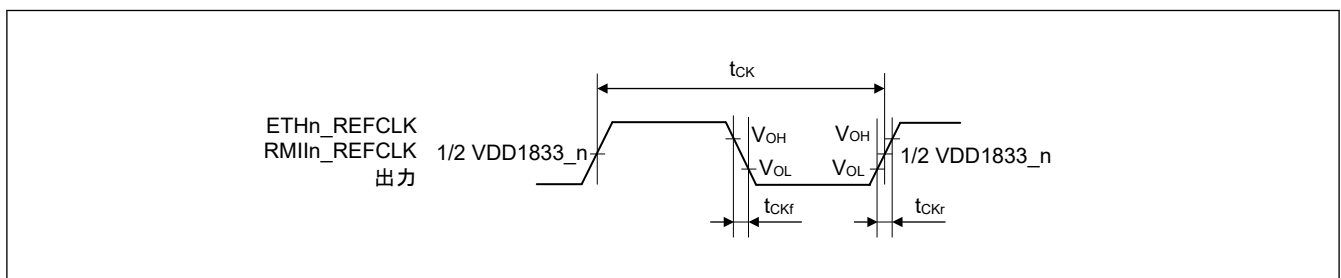 tCK
ETHn_REFCLK
RMIIn_REFCLK
出力
1/2 VDD1833_n
VOH
VOL
VOH
VOL
1/2 VDD1833_n
tCKf
tCKr